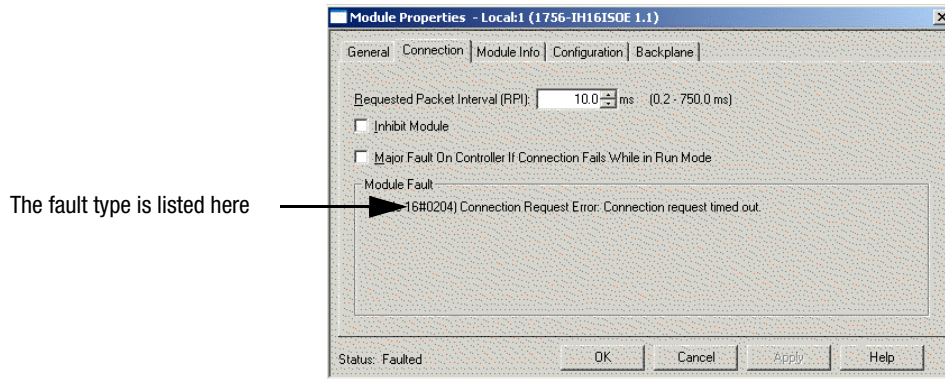 Module Properties - Local:1 (1756-IH16ISOE 1.1)
General Connection Module Info Configuration Backplane
Requested Packet Interval (RPI): 10.0 ms (0.2 - 750.0 ms)
Inhibit Module
Major Fault On Controller If Connection Fails While in Run Mode
Module Fault
The fault type is listed here
16#0204) Connection Request Error: Connection request timed out.
Status: Faulted OK Cancel Apply Help